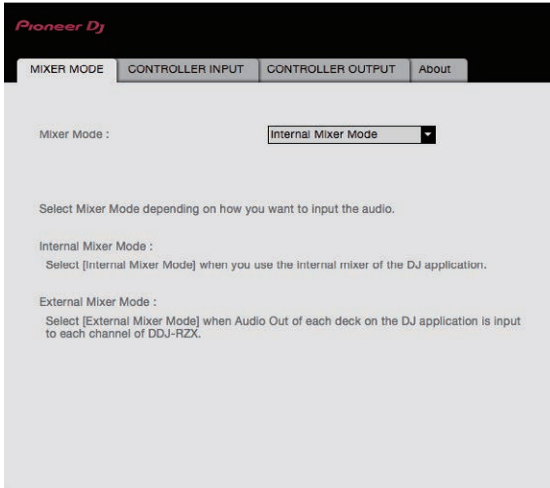 Pioneer Dj
MIXER MODE CONTROLLER INPUT CONTROLLER OUTPUT About
Mixer Mode : Internal Mixer Mode
Select Mixer Mode depending on how you want to input the audio.
Internal Mixer Mode :
Select [Internal Mixer Mode] when you use the internal mixer of the DJ application.
External Mixer Mode :
Select [External Mixer Mode] when Audio Out of each deck on the DJ application is input
to each channel of DDJ-RZX.